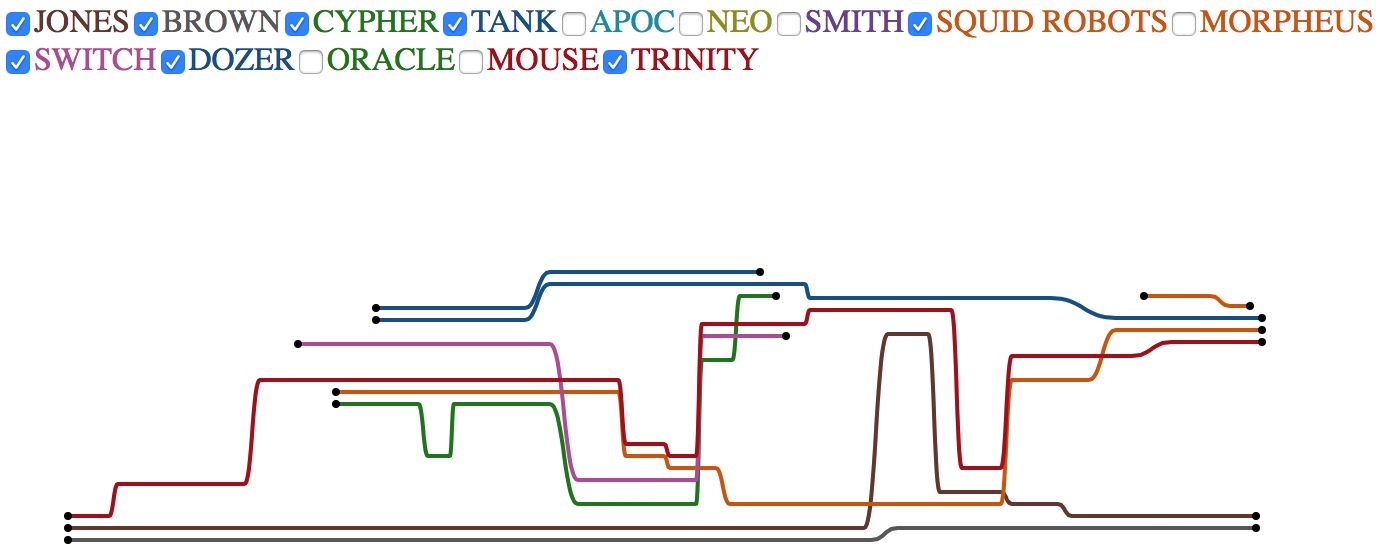 JONES BROWN CYPHER TANK APOC NEO SMITH SQUID ROBOTS MORPHEUS
SWITCH DOZER ORACLE MOUSE TRINITY